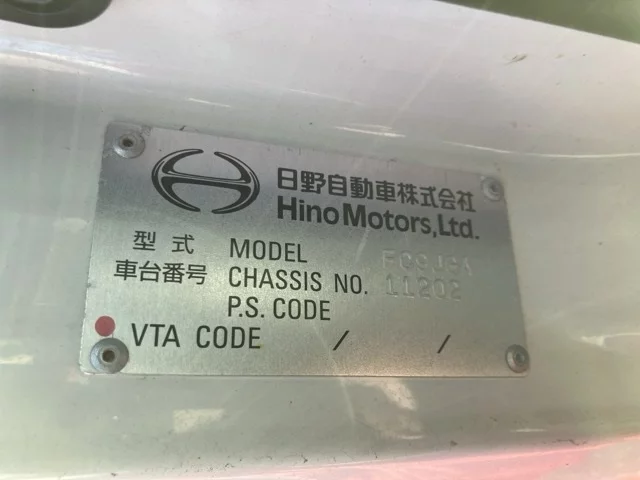 日野自動車株式会社
Hino Motors, Ltd.
型式 MODEL
車台番号 CHASSIS NO. 11202
P.S. CODE
VTA CODE / /